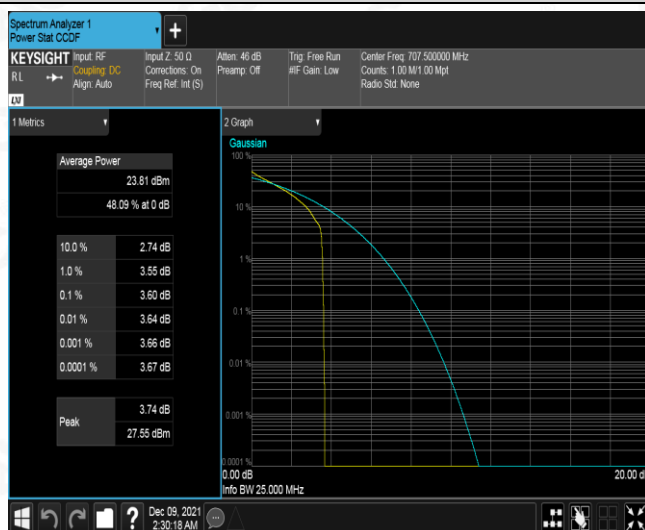 Spectrum Analyzer 1
Power Stat CCDF
+
KEYSIGHT
RL
LXI
Input: RF
Coupling: DC
Align: Auto
Input Z: 50 Ω
Corrections: On
Freq Ref: Int (S)
Atten: 46 dB
Preamp: Off
Trig: Free Run
#IF Gain: Low
Center Freq: 707.500000 MHz
Counts: 1.00 M/1.00 Mpt
Radio Std: None
1 Metrics
Average Power
23.81 dBm
48.09 % at 0 dB
10.0 % 2.74 dB
1.0 % 3.55 dB
0.1 % 3.60 dB
0.01 % 3.64 dB
0.001 % 3.66 dB
0.0001 % 3.67 dB
Peak
3.74 dB
27.55 dBm
2 Graph
Gaussian
100 %
10 %
1 %
0.1 %
0.01 %
0.001 %
0.0001 %
0.00 dB
20.00 d
Info BW 25.000 MHz
?
Dec 09, 2021
2:30:18 AM